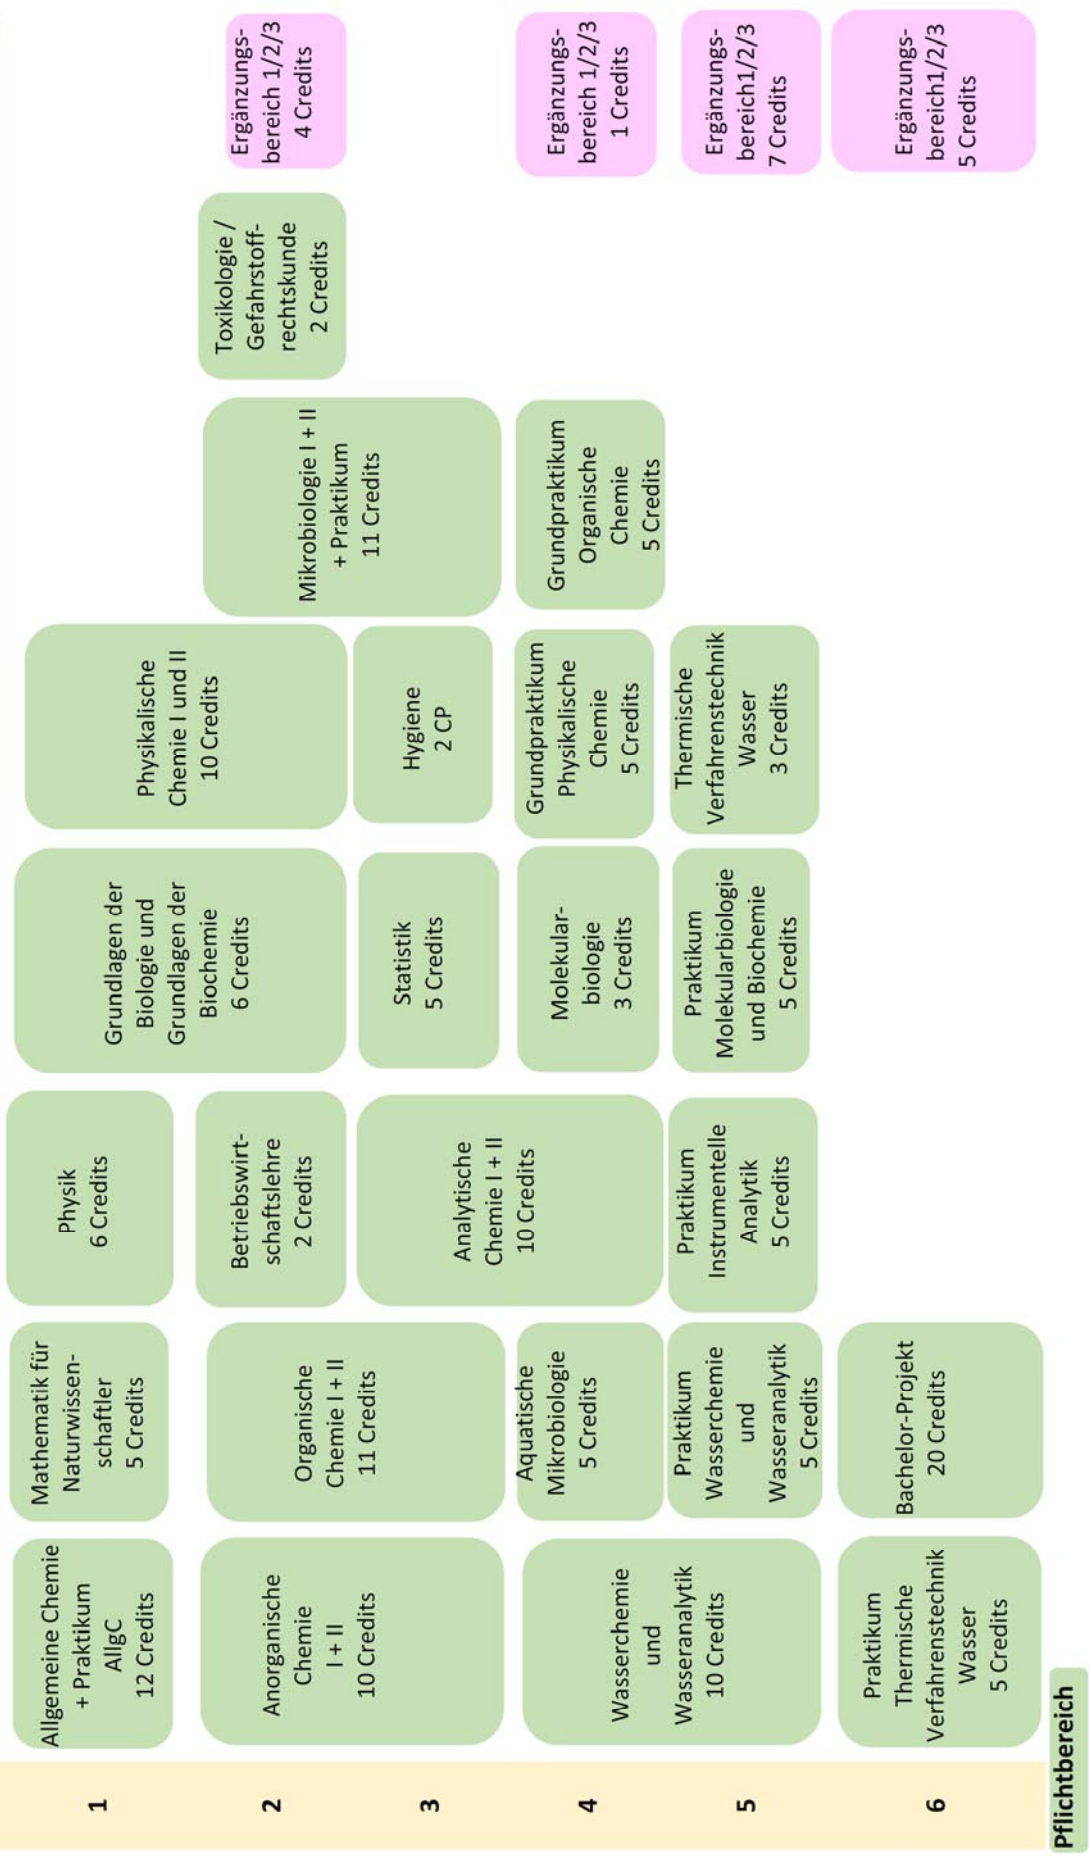 1
Allgemeine Chemie
+ Praktikum
AllgC
12 Credits
Mathematik für
Naturwissen-
schaftler
5 Credits
Physik
6 Credits
Grundlagen der
Biologie und
Grundlagen der
Biochemie
6 Credits
Physikalische
Chemie I und II
10 Credits
2
Anorganische
Chemie
I + II
10 Credits
Organische
Chemie I + II
11 Credits
Betriebswirt-
schaftslehre
2 Credits
Mikrobiologie I + II
+ Praktikum
11 Credits
Toxikologie /
Gefahrstoff-
rechtskunde
2 Credits
Ergänzungs-
bereich 1/2/3
4 Credits
3
Analytische
Chemie I + II
10 Credits
Statistik
5 Credits
Hygiene
2 CP
4
Wasserchemie
und
Wasseranalytik
10 Credits
Aquatische
Mikrobiologie
5 Credits
Molekular-
biologie
3 Credits
Grundpraktikum
Physikalische
Chemie
5 Credits
Grundpraktikum
Organische
Chemie
5 Credits
Ergänzungs-
bereich 1/2/3
1 Credits
5
Praktikum
Wasserchemie
und
Wasseranalytik
5 Credits
Praktikum
Instrumentelle
Analytik
5 Credits
Praktikum
Molekularbiologie
und Biochemie
5 Credits
Thermische
Verfahrenstechnik
Wasser
3 Credits
Ergänzungs-
bereich1/2/3
7 Credits
6
Praktikum
Thermische
Verfahrenstechnik
Wasser
5 Credits
Bachelor-Projekt
20 Credits
Ergänzungs-
bereich1/2/3
5 Credits
Pflichtbereich